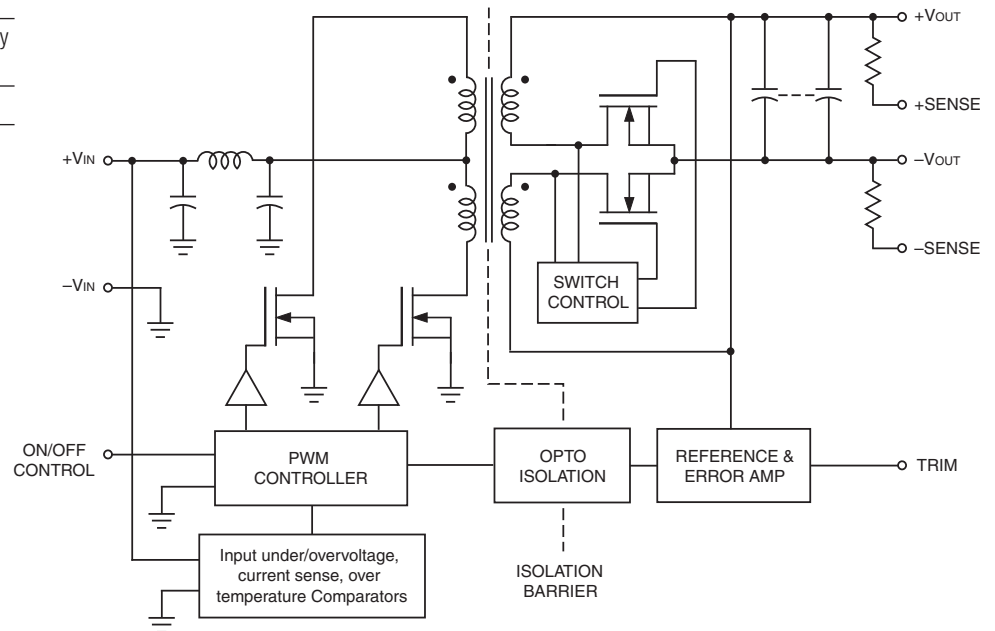 y
+VOUT
+SENSE
+VIN
–VOUT
–SENSE
–VIN
SWITCH
CONTROL
ON/OFF
CONTROL
PWM
CONTROLLER
OPTO
ISOLATION
REFERENCE &
ERROR AMP
TRIM
Input under/overvoltage,
current sense, over
temperature Comparators
ISOLATION
BARRIER